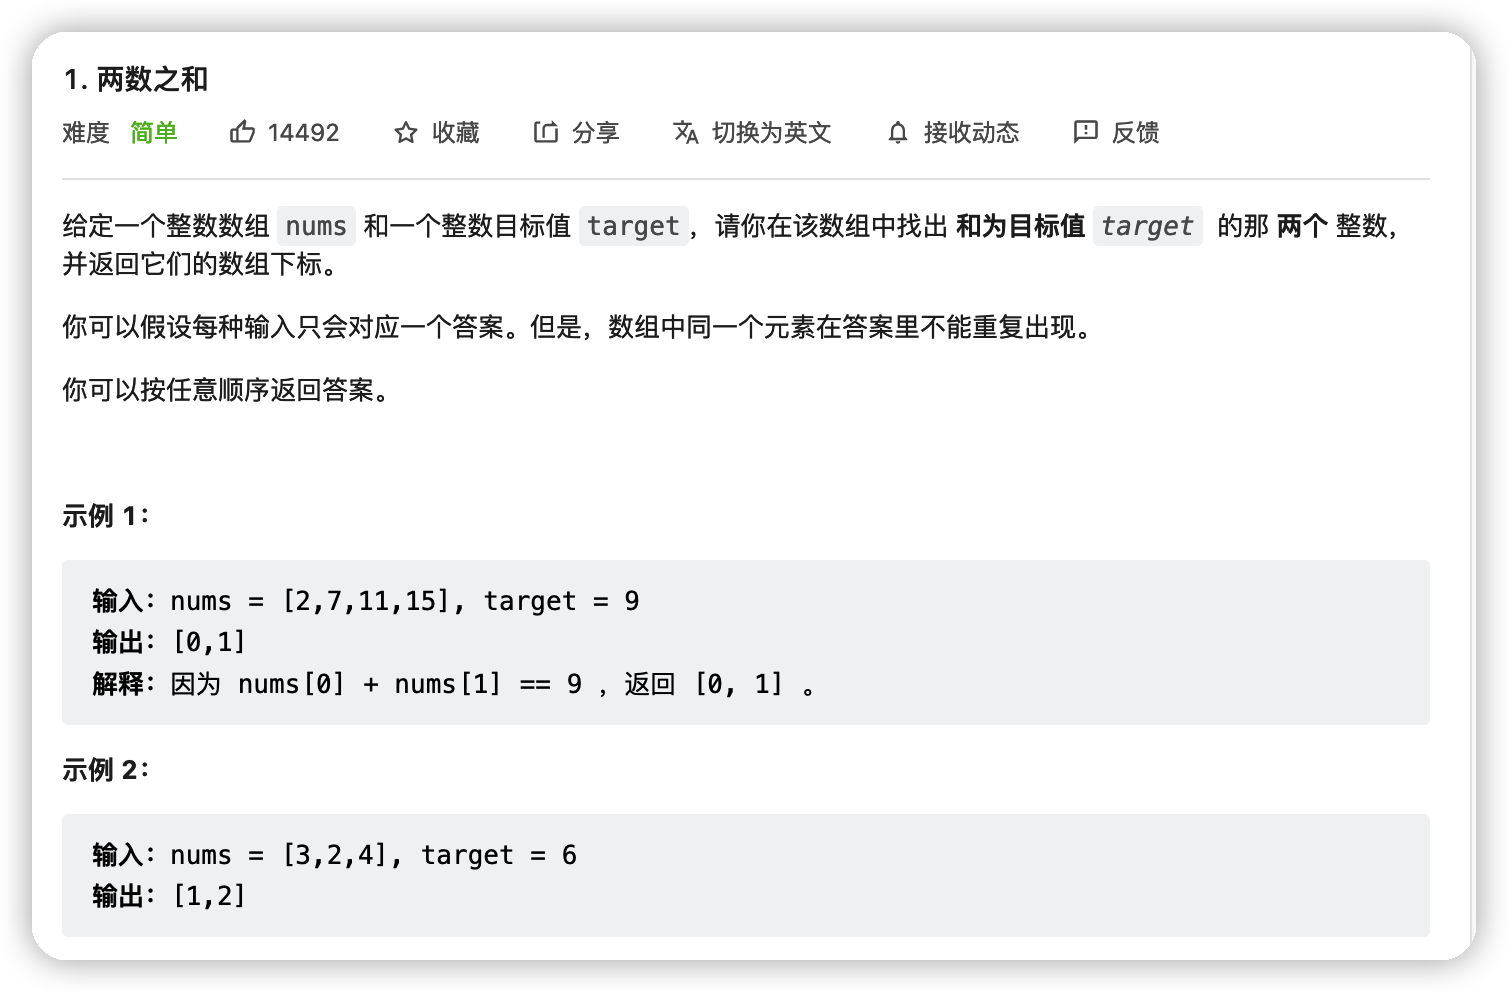 1. 两数之和
难度 简单 14492 收藏 分享 切换为英文 接收动态 反馈
给定一个整数数组 nums 和一个整数目标值 target，请你在该数组中找出 和为目标值 target 的那 两个 整数，
并返回它们的数组下标。
你可以假设每种输入只会对应一个答案。但是，数组中同一个元素在答案里不能重复出现。
你可以按任意顺序返回答案。
示例 1：
输入：nums = [2,7,11,15], target = 9
输出：[0,1]
解释：因为 nums[0] + nums[1] == 9 ，返回 [0, 1] 。
示例 2：
输入：nums = [3,2,4], target = 6
输出：[1,2]